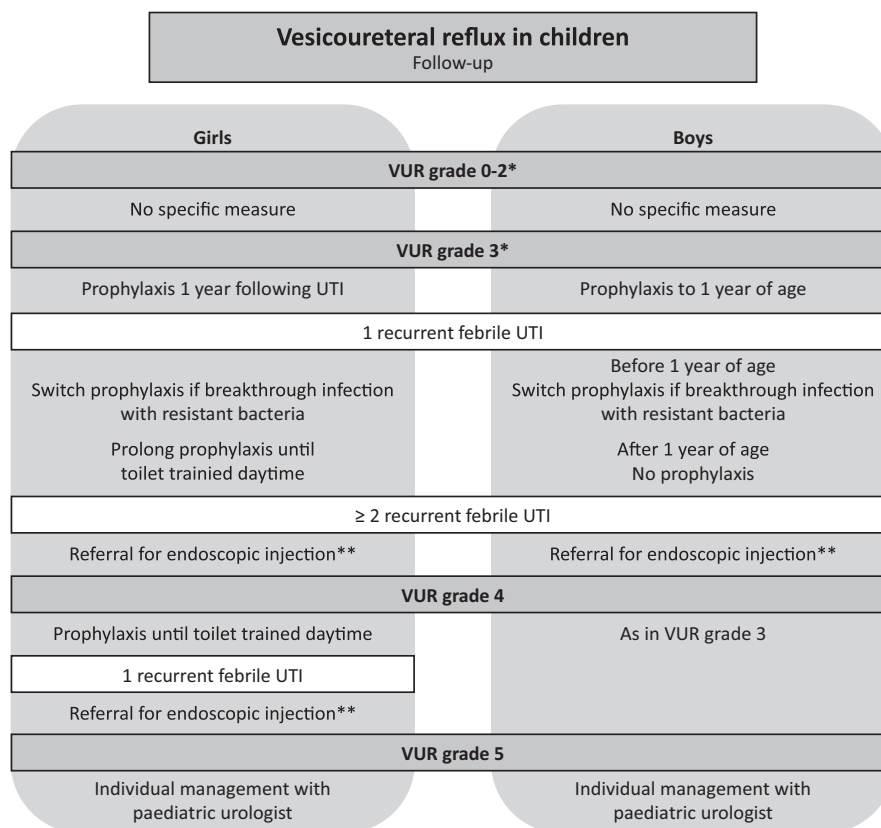 Vesicoureteral reflux in children
Follow-up
Girls
Boys
VUR grade 0-2*
No specific measure
No specific measure
VUR grade 3*
Prophylaxis 1 year following UTI
Prophylaxis to 1 year of age
1 recurrent febrile UTI
Switch prophylaxis if breakthrough infection
with resistant bacteria
Prolong prophylaxis until
toilet trainied daytime
Before 1 year of age
Switch prophylaxis if breakthrough infection
with resistant bacteria
After 1 year of age
No prophylaxis
≥ 2 recurrent febrile UTI
Referral for endoscopic injection**
Referral for endoscopic injection**
VUR grade 4
Prophylaxis until toilet trained daytime
As in VUR grade 3
1 recurrent febrile UTI
Referral for endoscopic injection**
VUR grade 5
Individual management with
paediatric urologist
Individual management with
paediatric urologist